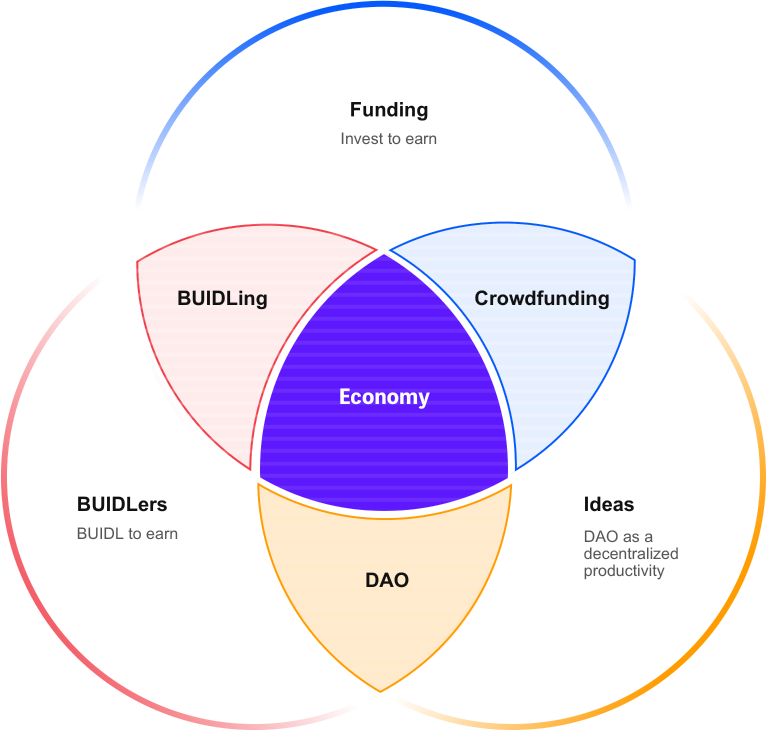 Funding
Invest to earn
BUIDLing
Crowdfunding
Economy
BUIDLers
BUIDL to earn
Ideas
DAO as a
decentralized
productivity
DAO